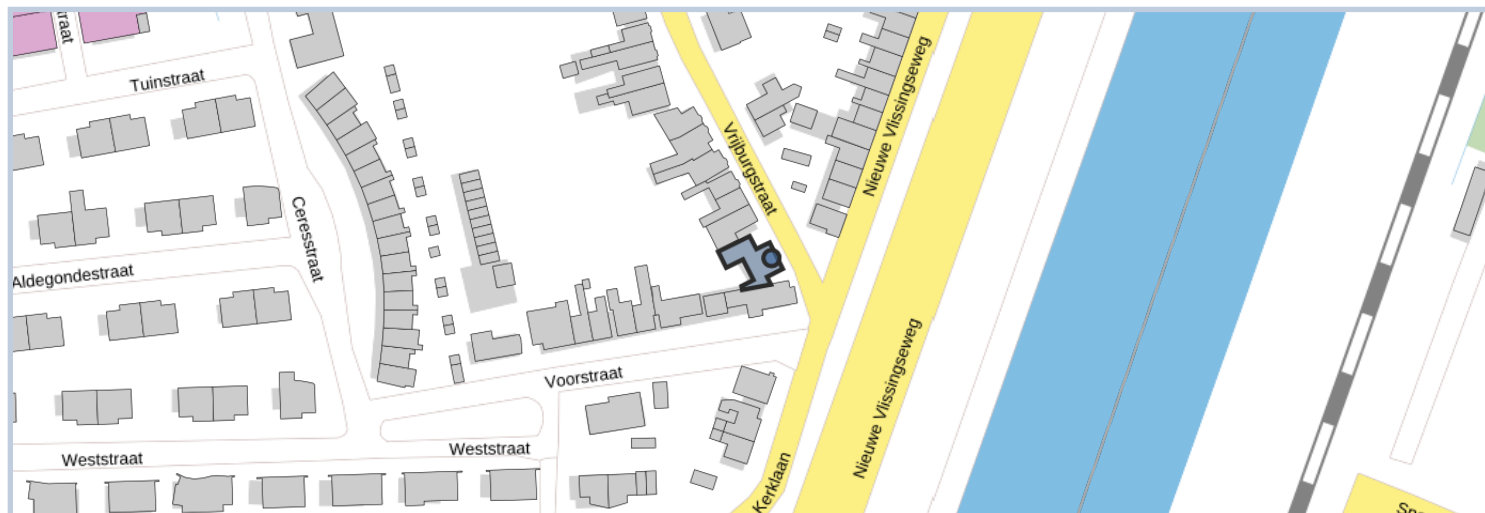 Tuinstraat
Nieuwe Vlissingseweg
Vrijburgstraat
Ceresstraat
Aldegondestraat
Nieuwe Vlissingseweg
Voorstraat
Weststraat
Weststraat
Kerklaan